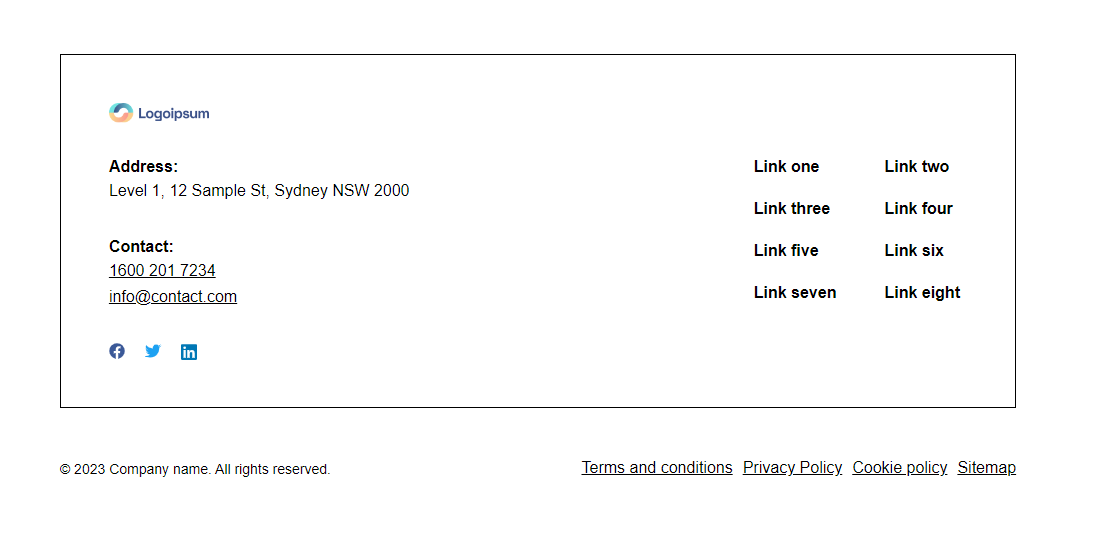 Logoipsum
Address:
Level 1, 12 Sample St, Sydney NSW 2000
Contact:
1600 201 7234
info@contact.com
in
Link one Link two
Link three Link four
Link five Link six
Link seven Link eight
© 2023 Company name. All rights reserved.
Terms and conditions Privacy Policy Cookie policy Sitemap